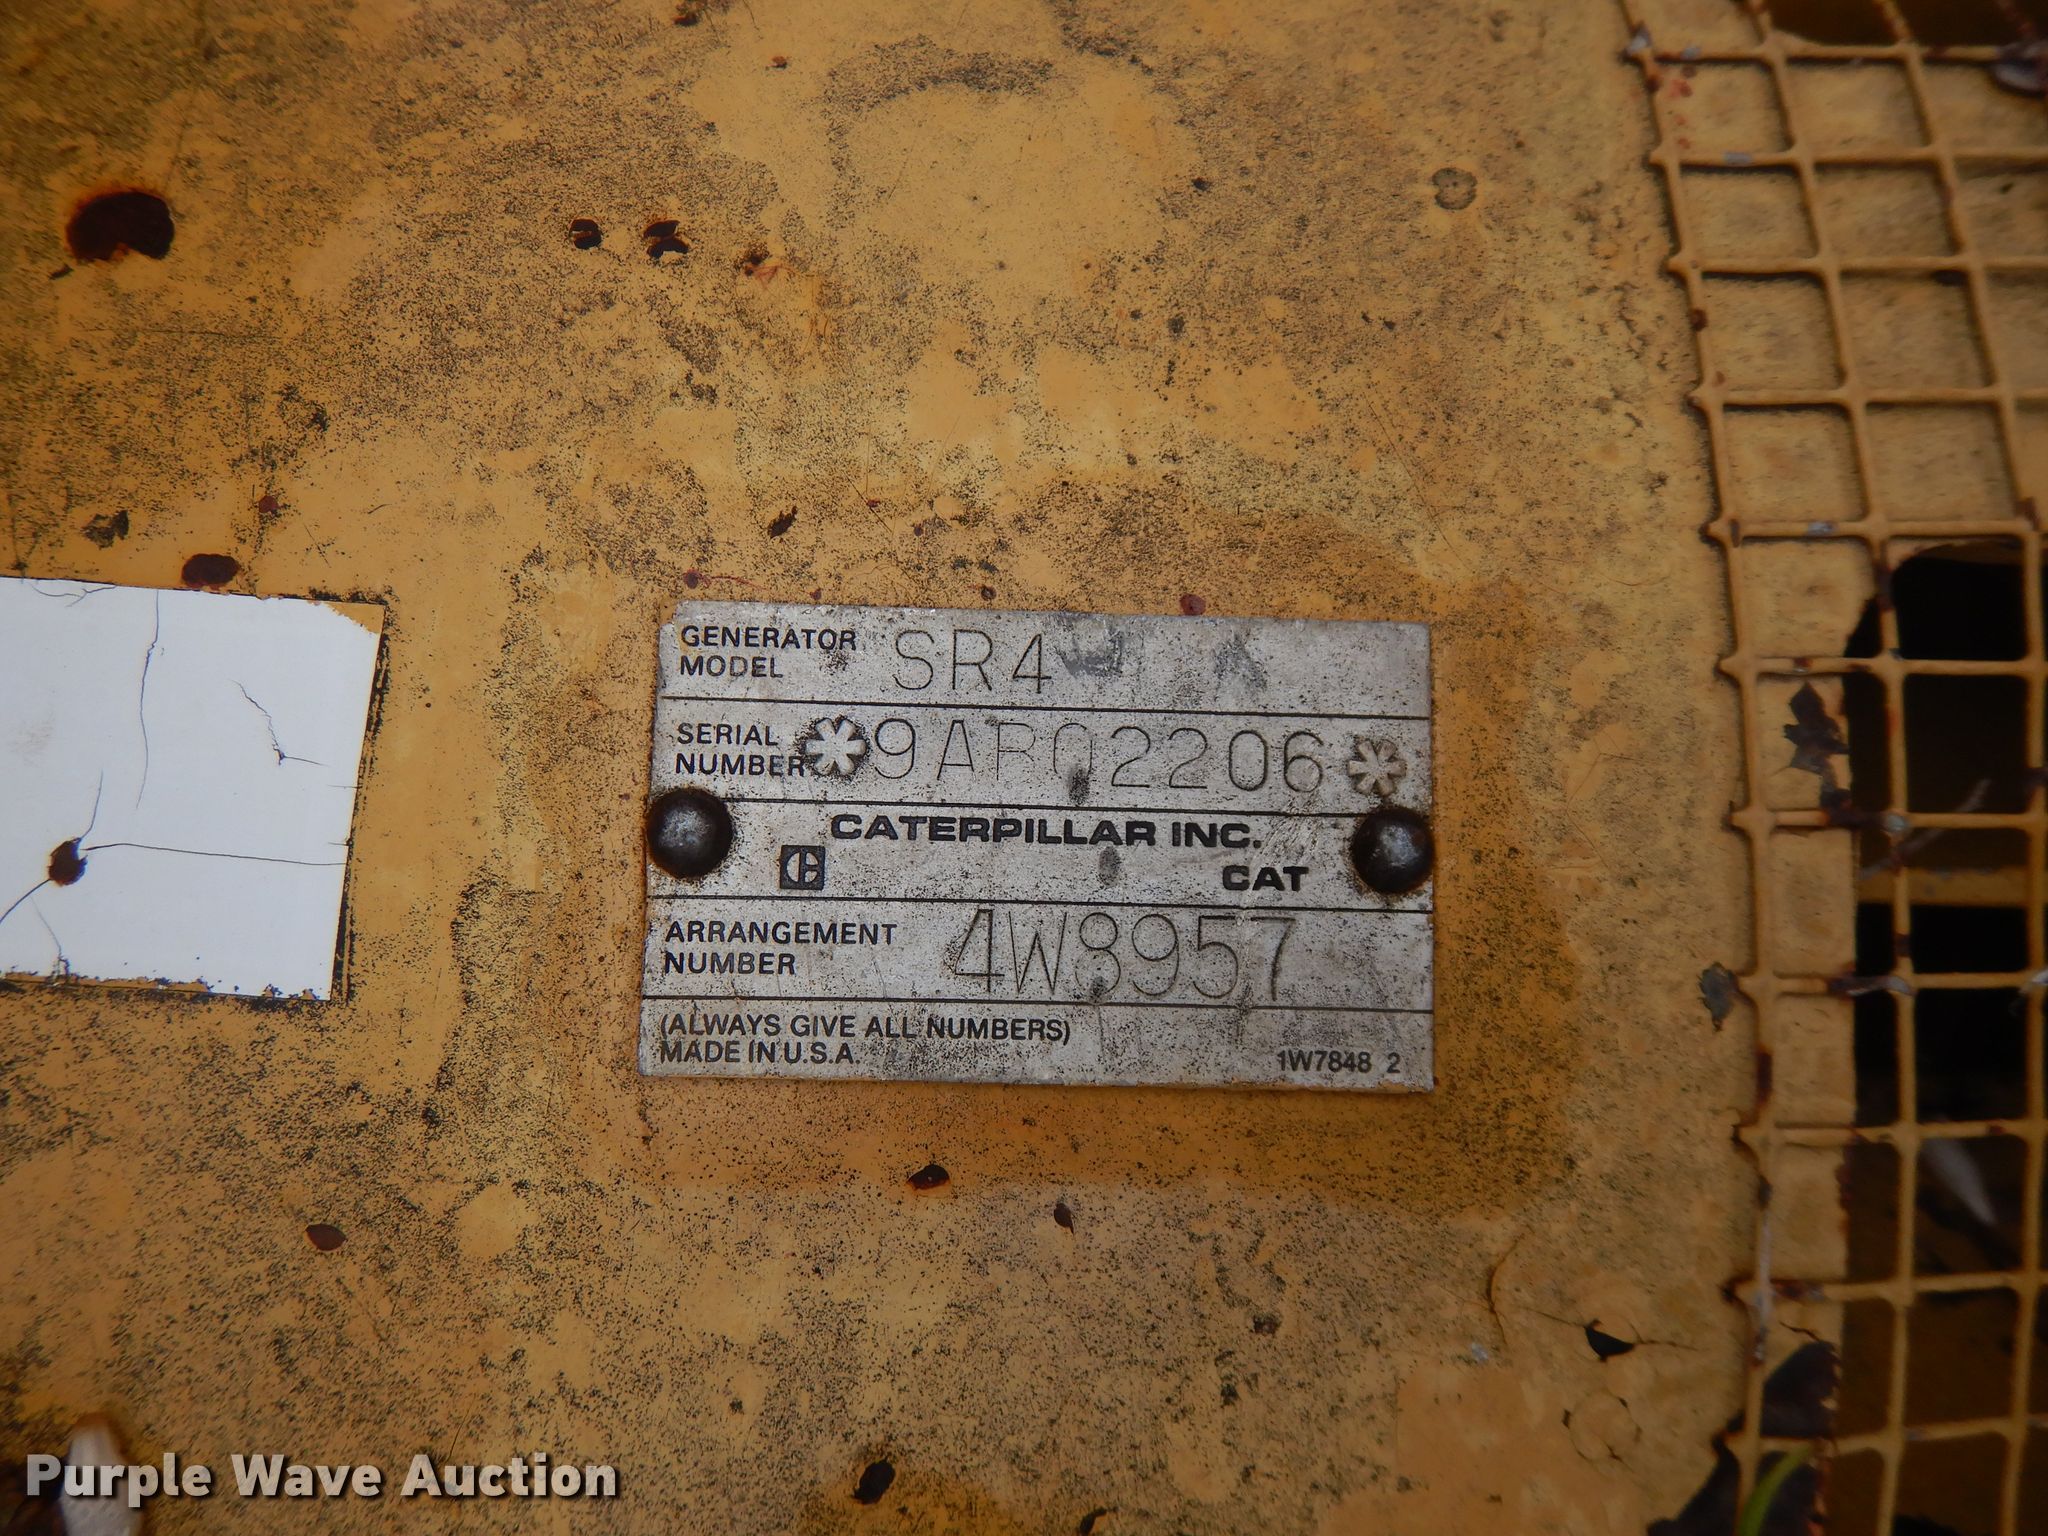 GENERATOR MODEL SR4
SERIAL NUMBER *9AR02206*
CATERPILLAR INC.
CAT
ARRANGEMENT NUMBER 4W8957
(ALWAYS GIVE ALL NUMBERS)
MADE IN U.S.A.
1W7848 2
Purple Wave Auction